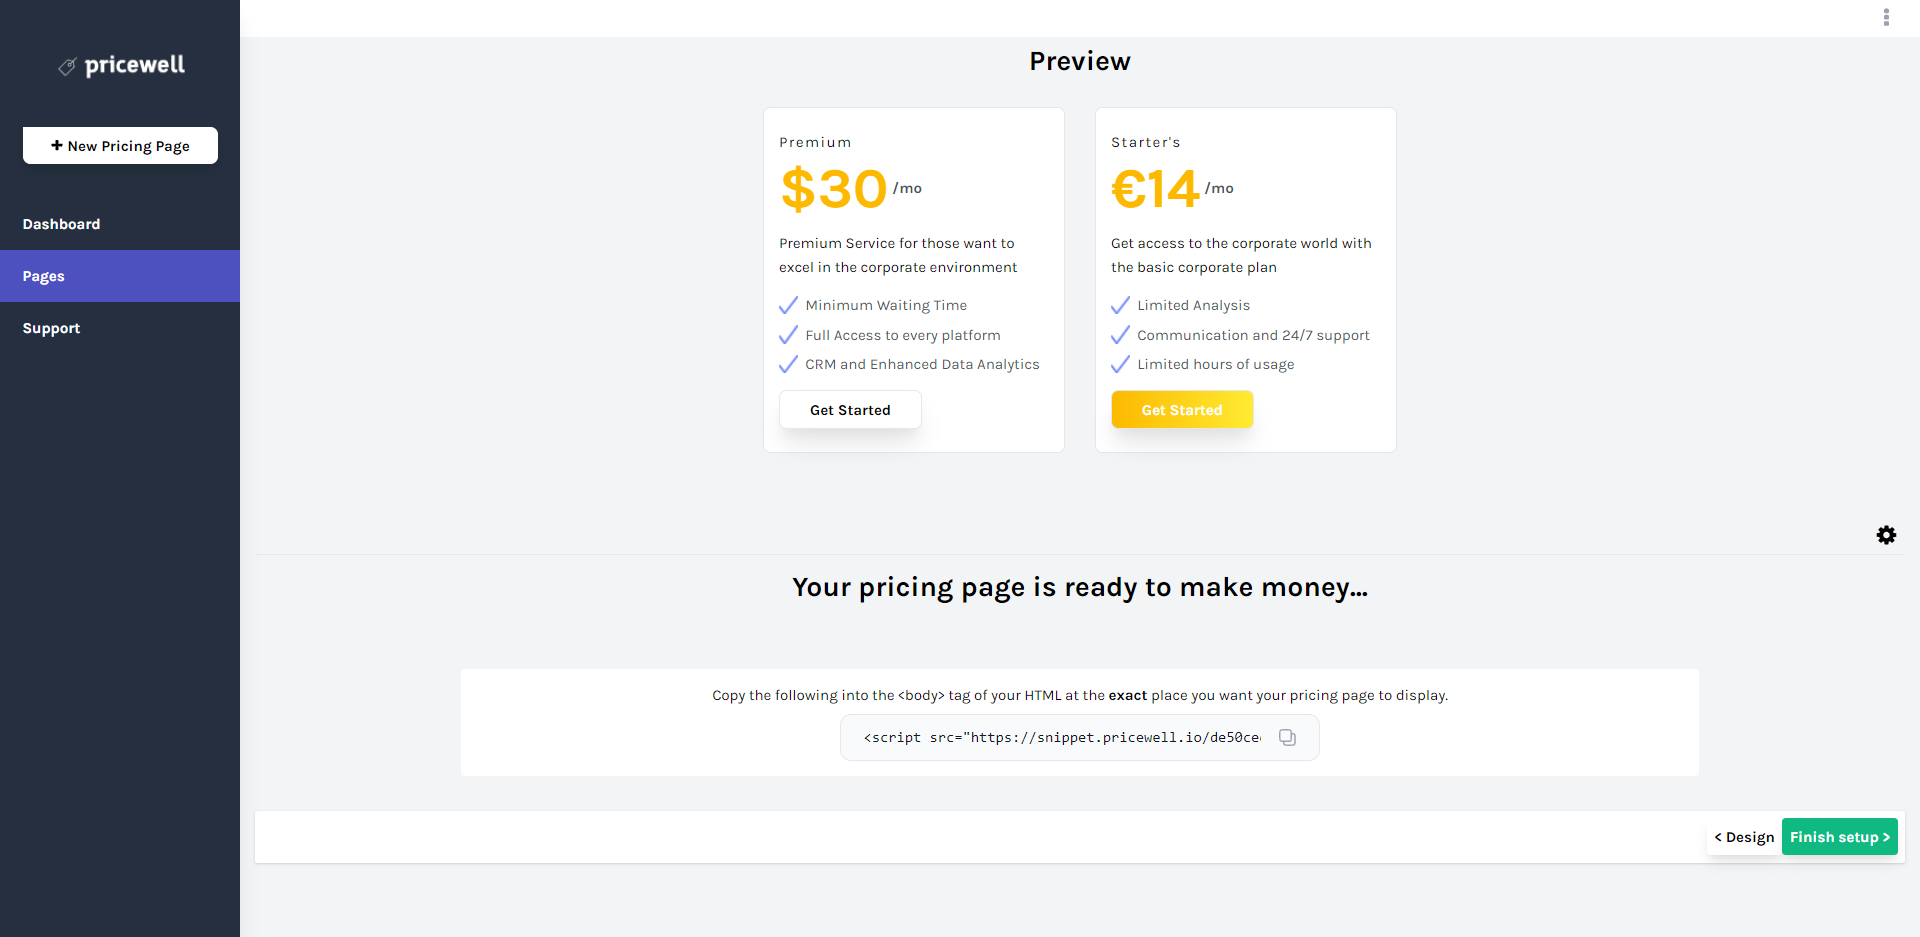 pricewell
+ New Pricing Page
Dashboard
Pages
Support
Preview
Premium
$30 /mo
Premium Service for those want to
excel in the corporate environment
Minimum Waiting Time
Full Access to every platform
CRM and Enhanced Data Analytics
Get Started
Starter's
€14 /mo
Get access to the corporate world with
the basic corporate plan
Limited Analysis
Communication and 24/7 support
Limited hours of usage
Get Started
Your pricing page is ready to make money...
Copy the following into the <body> tag of your HTML at the exact place you want your pricing page to display.
<script src="https://snippet.pricewell.io/de50ce
< Design
Finish setup >